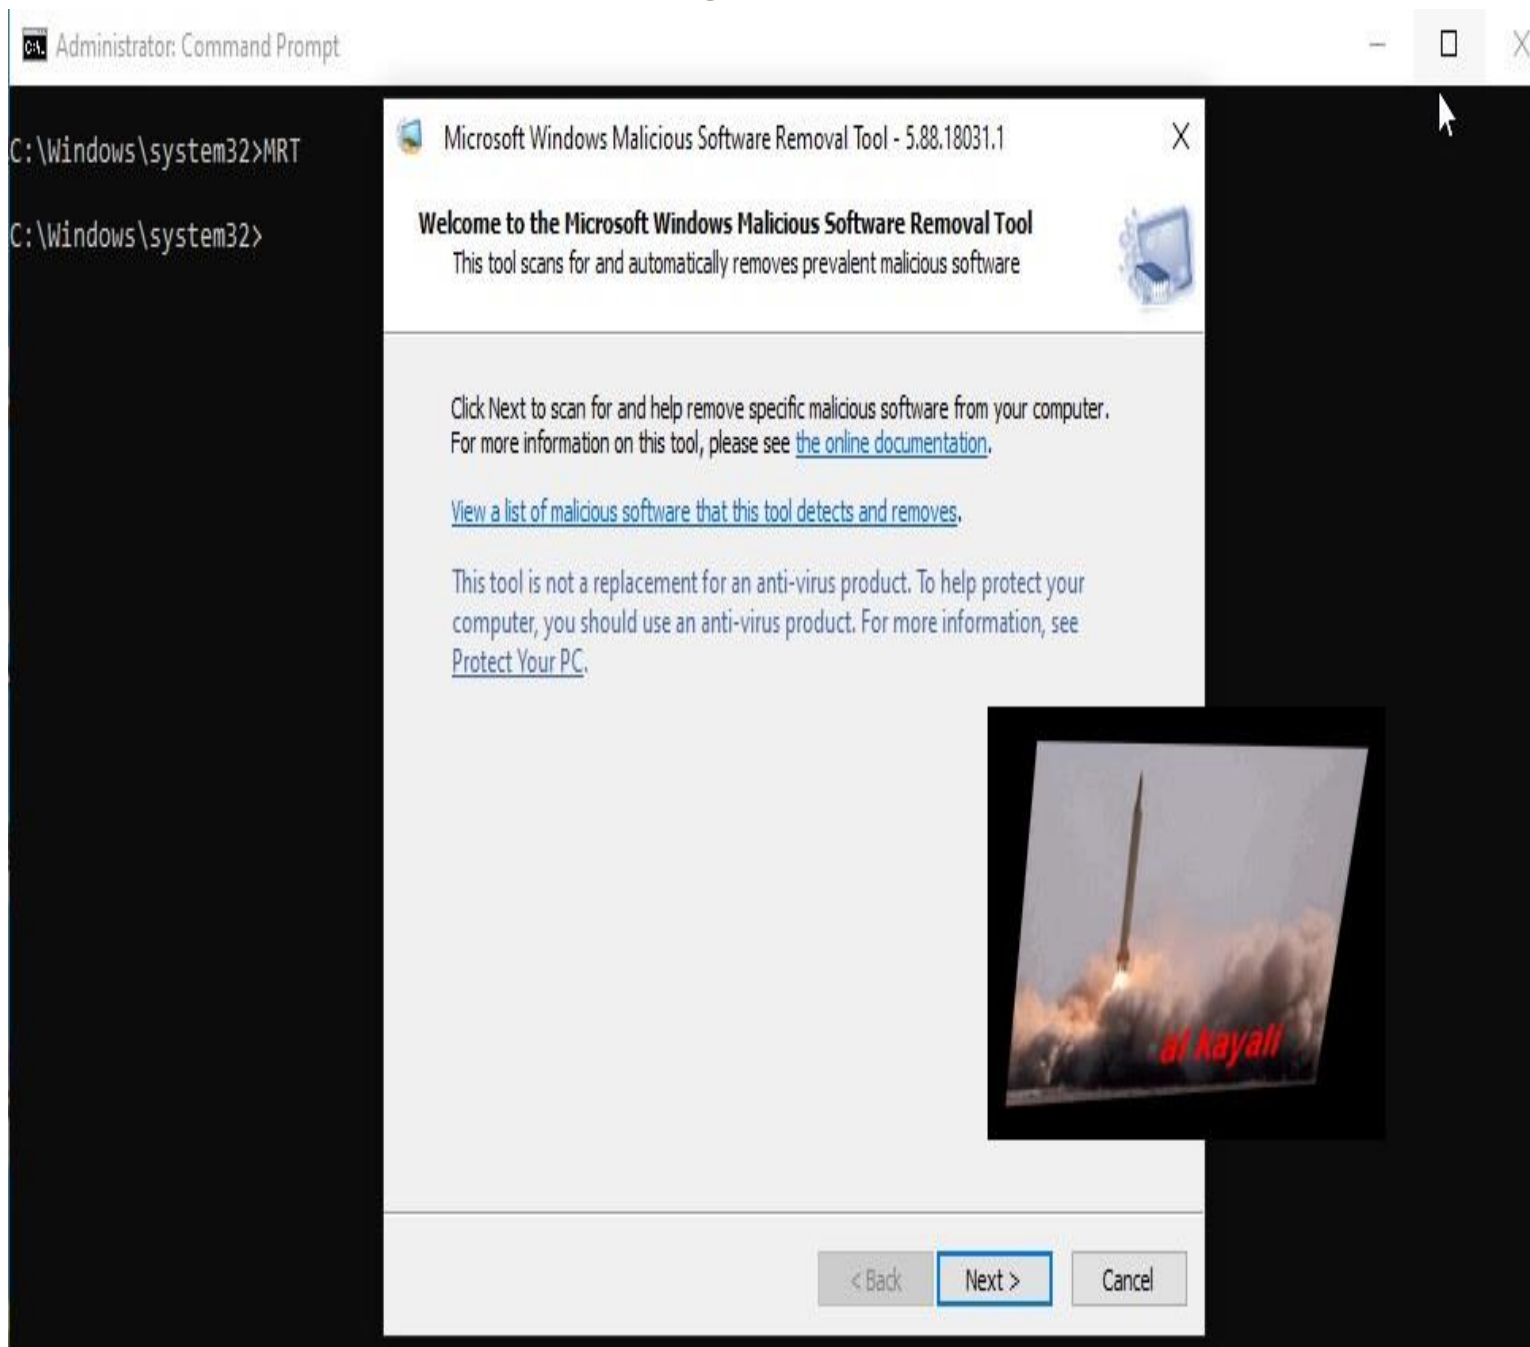 Administrator: Command Prompt
C:\Windows\system32>MRT
C:\Windows\system32>
Microsoft Windows Malicious Software Removal Tool - 5.88.18031.1
Welcome to the Microsoft Windows Malicious Software Removal Tool
This tool scans for and automatically removes prevalent malicious software
Click Next to scan for and help remove specific malicious software from your computer.
For more information on this tool, please see the online documentation.
View a list of malicious software that this tool detects and removes.
This tool is not a replacement for an anti-virus product. To help protect your
computer, you should use an anti-virus product. For more information, see
Protect Your PC.
al kayali
< Back Next > Cancel